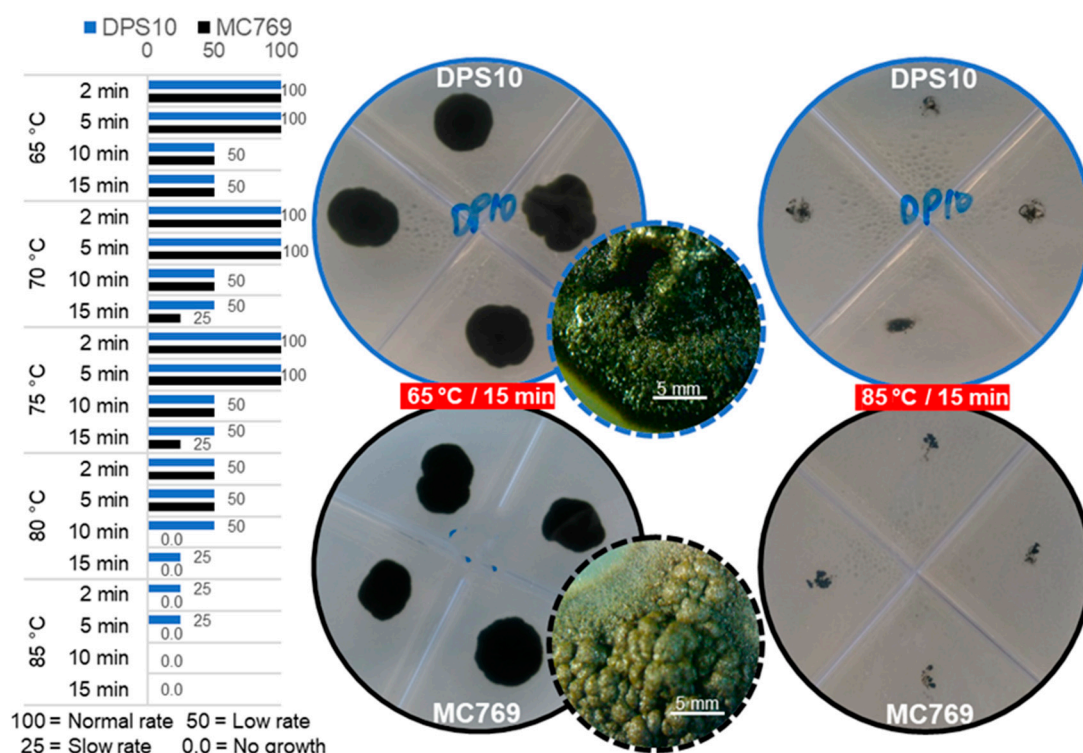 DPS10 MC769
0 50 100
65 °C
2 min 100
5 min 100
10 min 50
15 min 50
70 °C
2 min 100
5 min 100
10 min 50
15 min 50
25
75 °C
2 min 100
5 min 100
10 min 50
15 min 50
25
80 °C
2 min 50
5 min 50
10 min 50
0.0
15 min 25
0.0
85 °C
2 min 25
0.0
5 min 25
0.0
10 min 0.0
15 min 0.0
100 = Normal rate 50 = Low rate
25 = Slow rate 0.0 = No growth
DPS10
DP10
5 mm
65 °C / 15 min
5 mm
MC769
DPS10
DP10
85 °C / 15 min
MC769